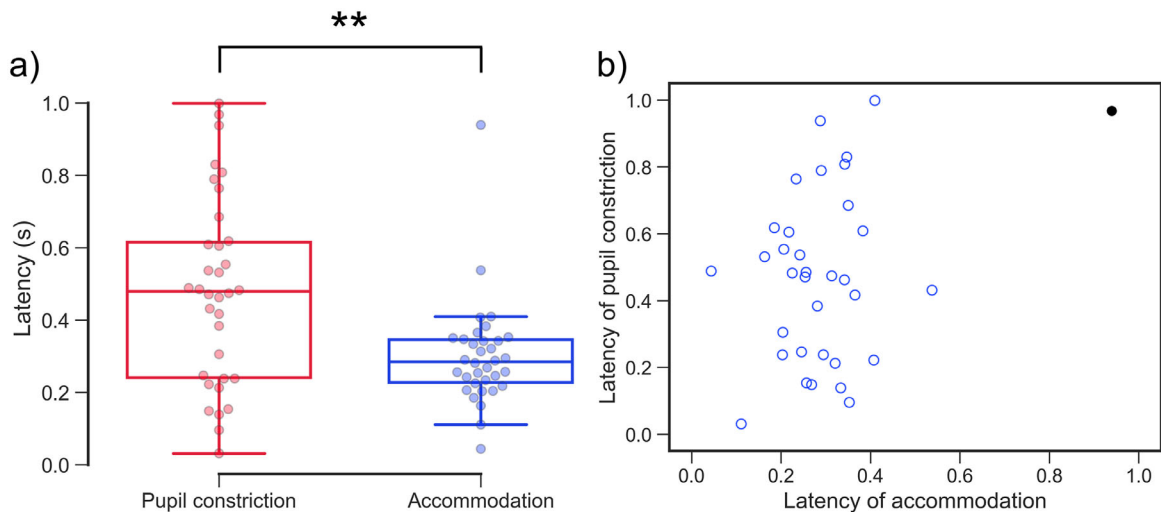 **
a)
b)
Latency (s)
1.0
0.8
0.6
0.4
0.2
0.0
Pupil constriction
Accommodation
Latency of pupil constriction
1.0
0.8
0.6
0.4
0.2
0.0
0.0 0.2 0.4 0.6 0.8 1.0
Latency of accommodation